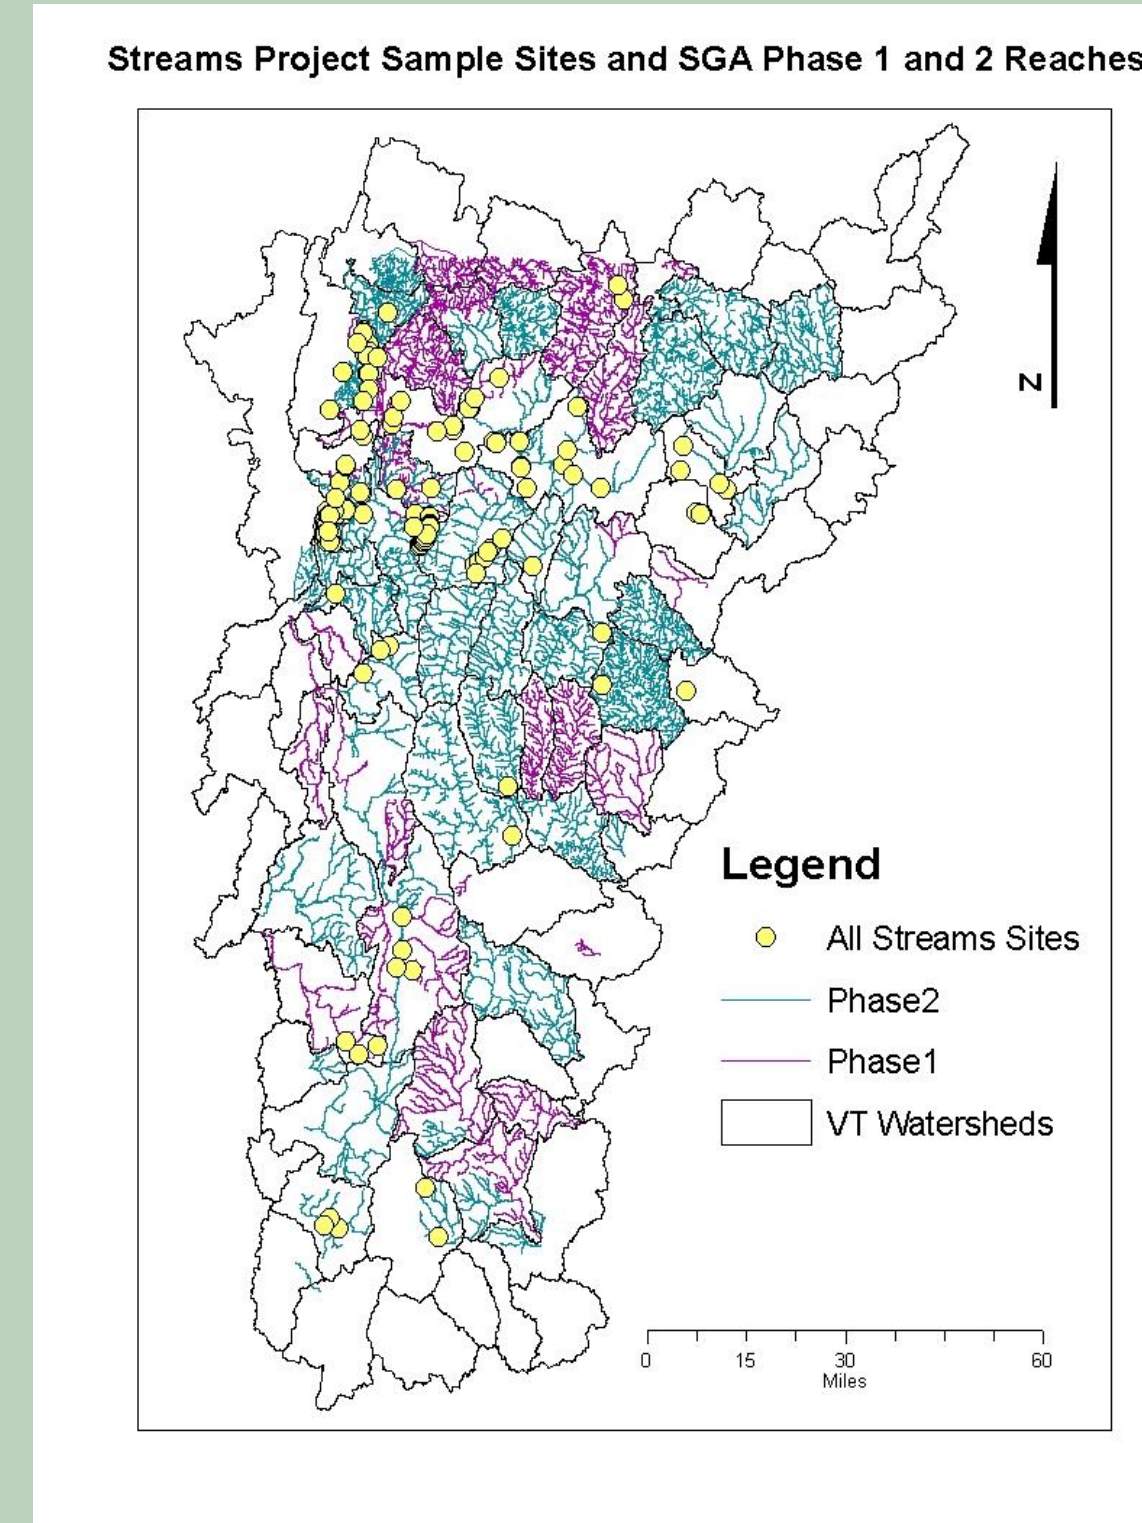 Streams Project Sample Sites and SGA Phase 1 and 2 Reaches
N
Legend
All Streams Sites
Phase2
Phase1
VT Watersheds
0 15 30 60
Miles